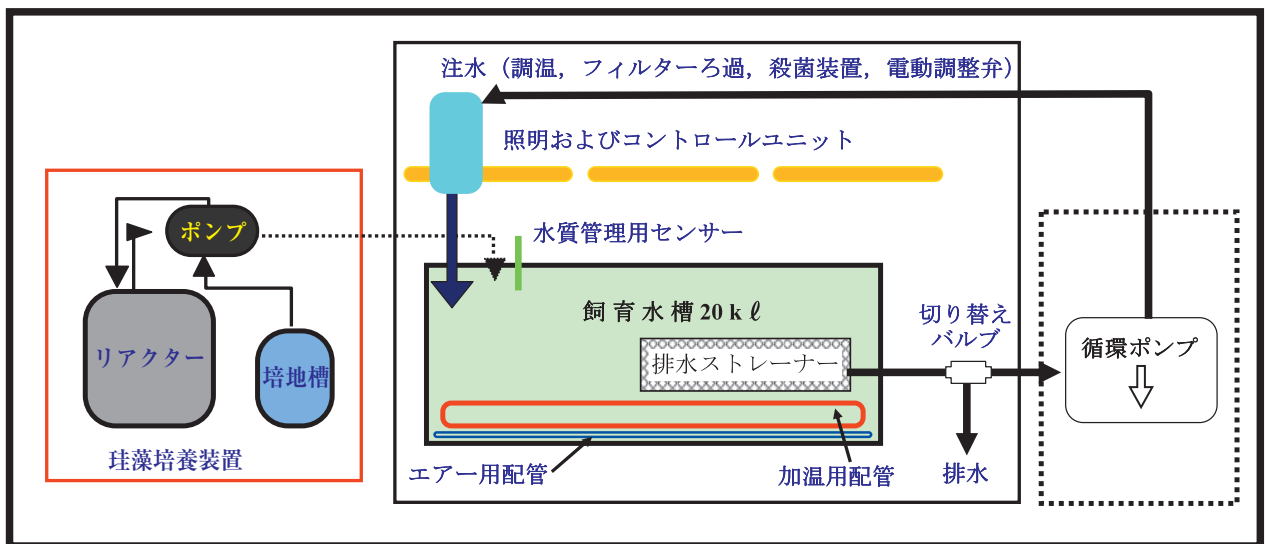 注水（調温，フィルターろ過，殺菌装置，電動調整弁）
照明およびコントロールユニット
ポンプ
水質管理用センサー
飼育水槽20kℓ
切り替え
バルブ
循環ポンプ
リアクター
排水ストレーナー
培地槽
珪藻培養装置
エアー用配管
加温用配管
排水